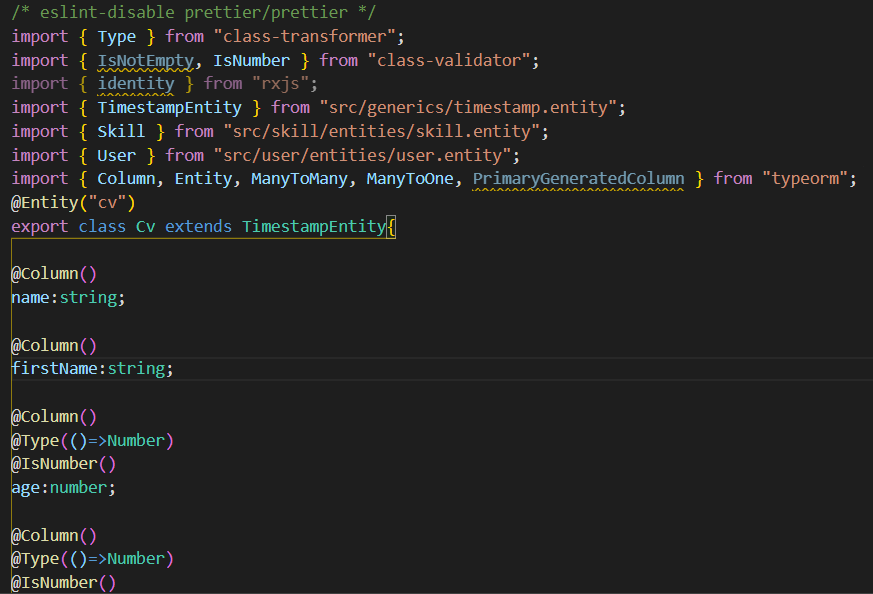 /* eslint-disable prettier/prettier */
import { Type } from "class-transformer";
import { IsNotEmpty, IsNumber } from "class-validator";
import { identity } from "rxjs";
import { TimestampEntity } from "src/generics/timestamp.entity";
import { Skill } from "src/skill/entities/skill.entity";
import { User } from "src/user/entities/user.entity";
import { Column, Entity, ManyToMany, ManyToOne, PrimaryGeneratedColumn } from "typeorm";
@Entity("cv")
export class Cv extends TimestampEntity{
@Column()
name:string;
@Column()
firstName:string;
@Column()
@Type(()=>Number)
@IsNumber()
age:number;
@Column()
@Type(()=>Number)
@IsNumber()